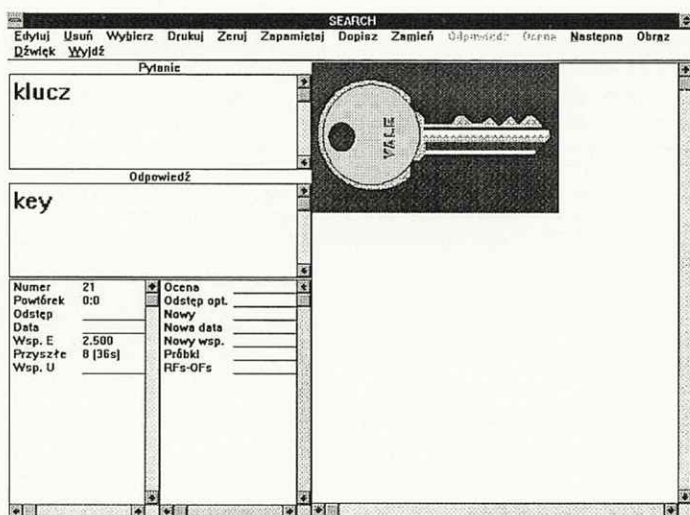 SEARCH
Edytuj Usuń Wybierz Drukuj Zeruj Zapamiętaj Dopisz Zamień Odpowiedź Ocena Następna Obraz
Dźwięk Wyjdź
Pytanie
klucz
Odpowiedź
key
Numer 21
Powtórek 0:0
Odstęp
Data
Wsp. E 2.500
Przyszłe 8 (36s)
Wsp. U
Ocena
Odstęp opt.
Nowy
Nowa data
Nowy wsp.
Próbki
RFs-OFs
YALE